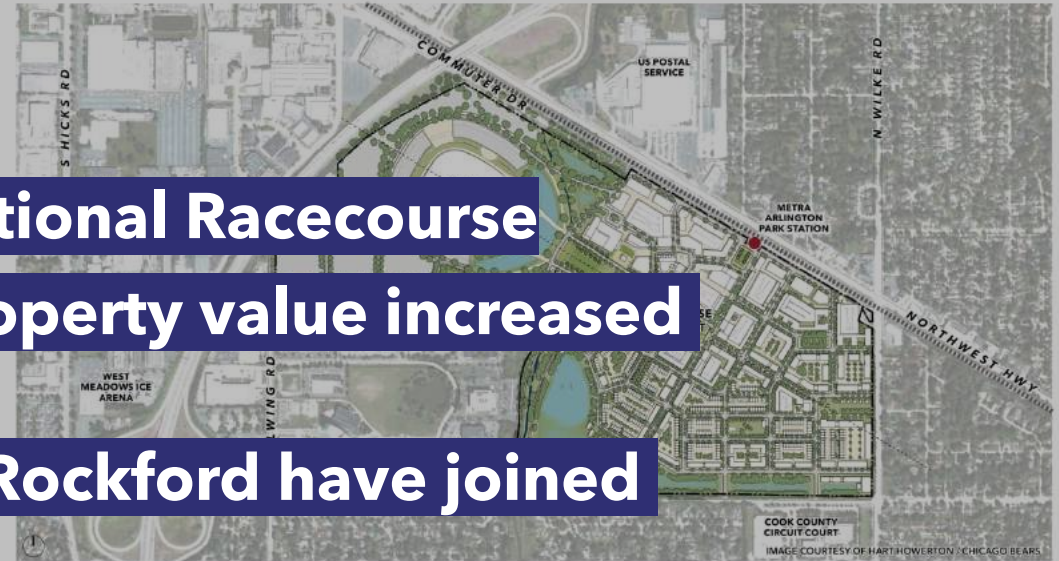 COMMUTER DR
US POSTAL
SERVICE
N WILKE RD
S HICKS RD
tional Racecourse
METRA
ARLINGTON
PARK STATION
operty value increased
NORTHWEST HWY
WEST
MEADOWS ICE
ARENA
LWING RD
Rockford have joined
COOK COUNTY
CIRCUIT COURT
IMAGE COURTESY OF HART HOWERTON / CHICAGO BEARS